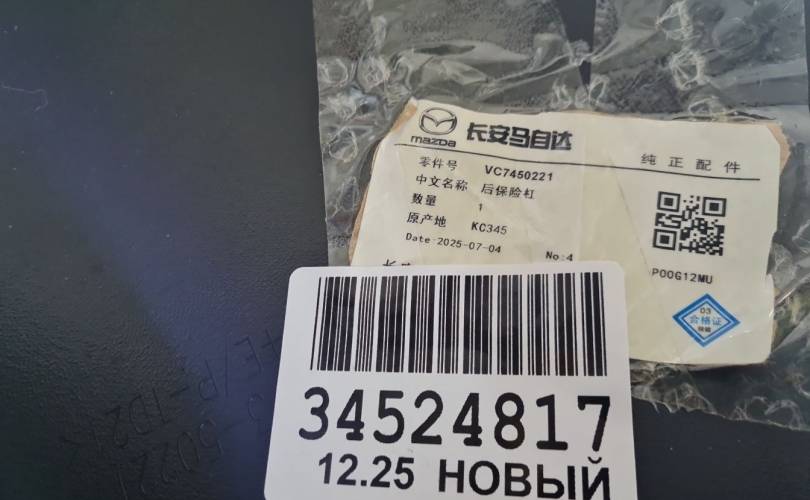 mazda 长安马自达
纯正配件
零件号 VC7450221
中文名称 后保险杠
数量 1
原产地 KC345
Date:2025-07-04 No:4
P00G12MU
D3
合格证
34524817
12.25 НОВЫЙ